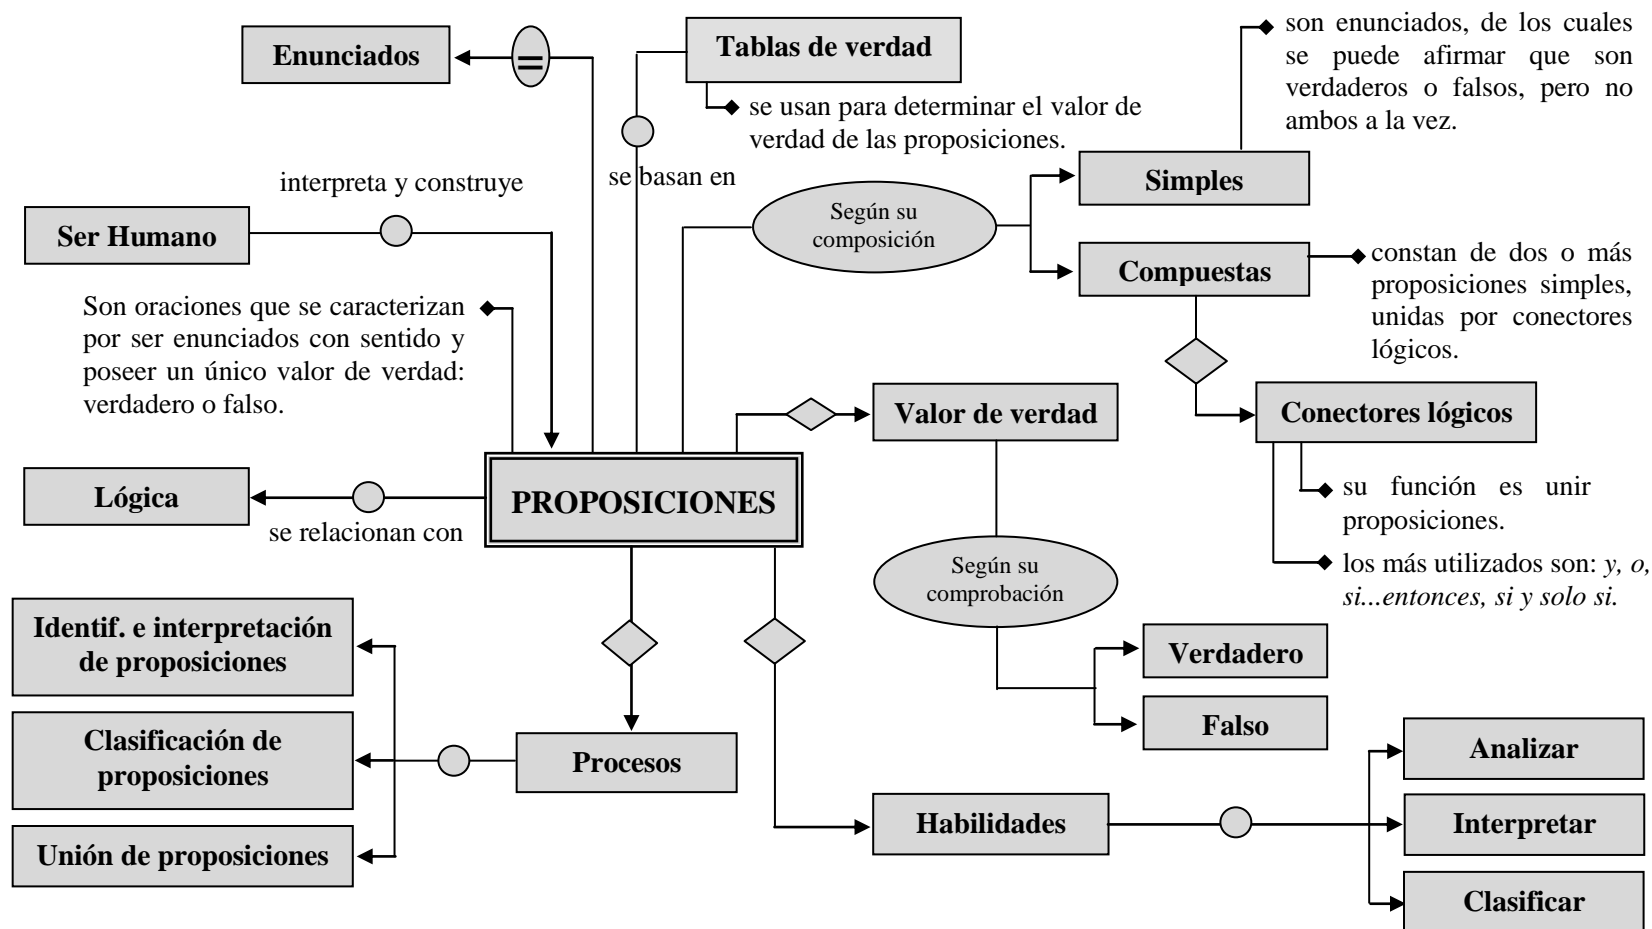 Enunciados
=
Tablas de verdad
se usan para determinar el valor de
verdad de las proposiciones.
son enunciados, de los cuales
se puede afirmar que son
verdaderos o falsos, pero no
ambos a la vez.
interpreta y construye
se basan en
Simples
Ser Humano
Según su
composición
Compuestas
constan de dos o más
proposiciones simples,
unidas por conectores
lógicos.
Son oraciones que se caracterizan
por ser enunciados con sentido y
poseer un único valor de verdad:
verdadero o falso.
Valor de verdad
Conectores lógicos
Lógica
se relacionan con
PROPOSICIONES
su función es unir
proposiciones.
los más utilizados son: y, o,
si...entonces, si y solo si.
Según su
comprobación
Identif. e interpretación
de proposiciones
Verdadero
Falso
Clasificación de
proposiciones
Procesos
Analizar
Habilidades
Interpretar
Unión de proposiciones
Clasificar